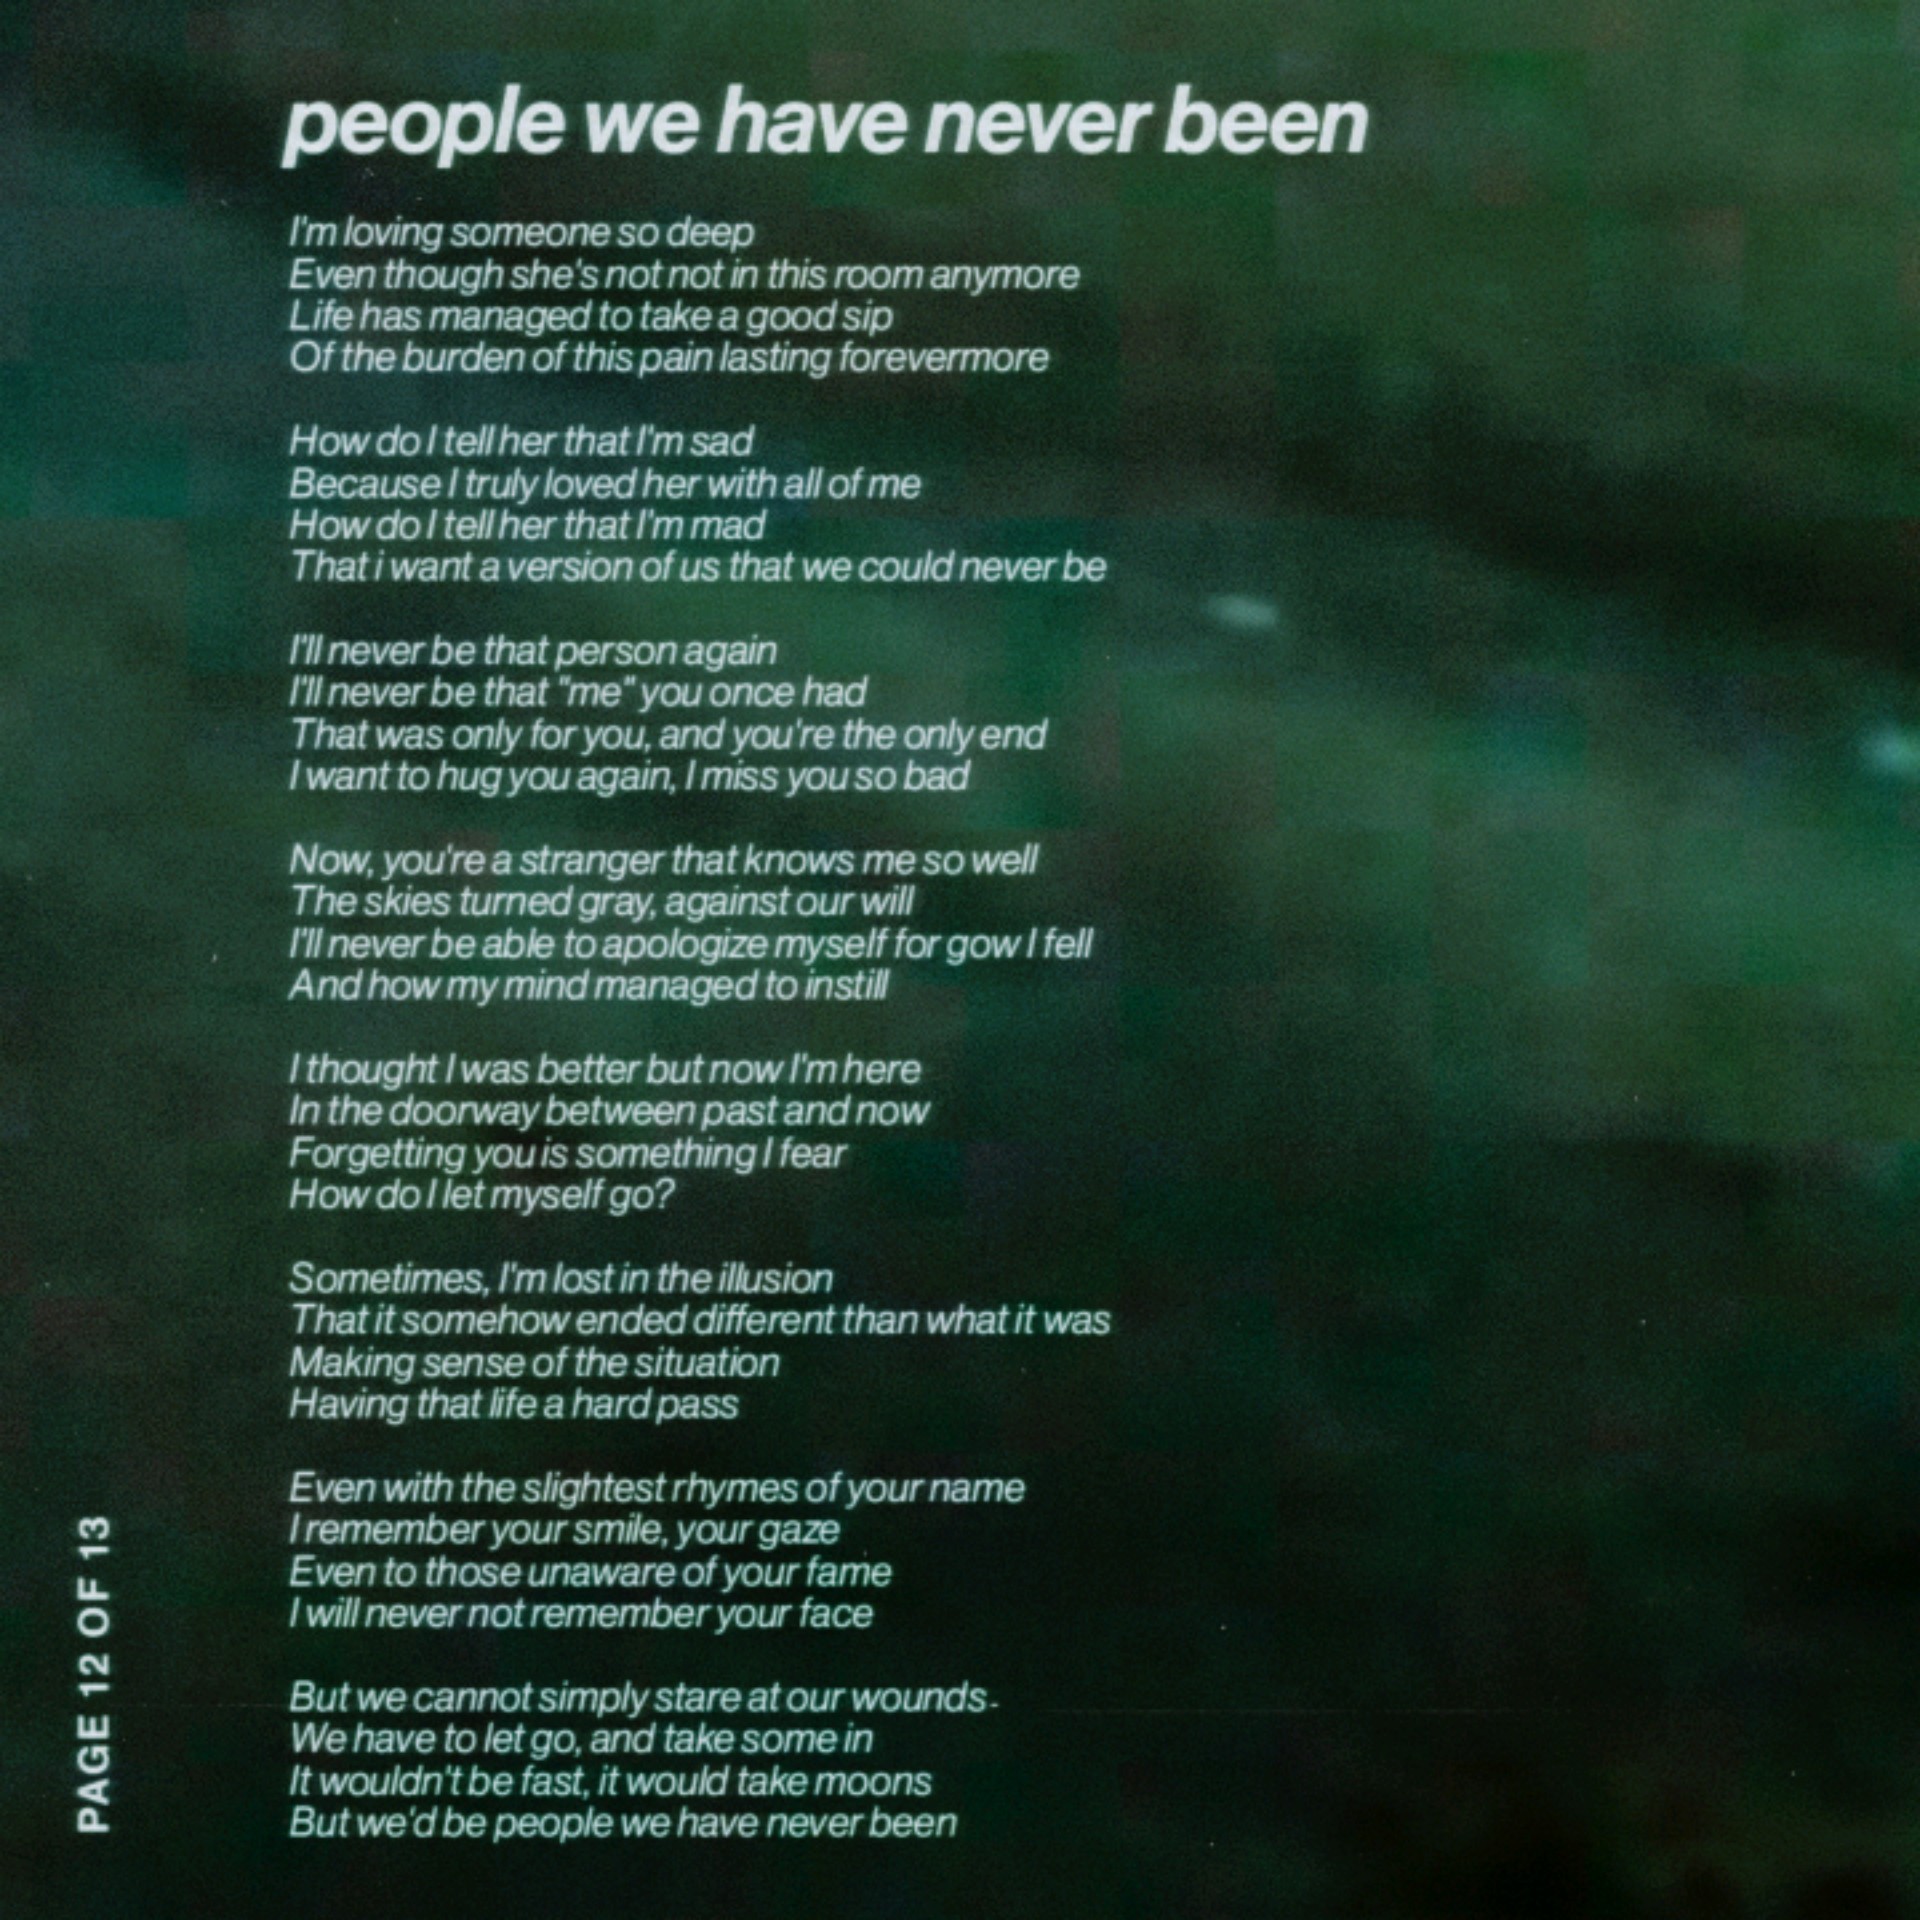 people we have never been
I'm loving someone so deep
Even though she's not not in this room anymore
Life has managed to take a good sip
Of the burden of this pain lasting forevermore
How do I tell her that I'm sad
Because I truly loved her with all of me
How do I tell her that I'm mad
That i want a version of us that we could never be
I'll never be that person again
I'll never be that "me" you once had
That was only for you, and you're the only end
I want to hug you again, I miss you so bad
Now, you're a stranger that knows me so well
The skies turned gray, against our will
I'll never be able to apologize myself for gow I fell
And how my mind managed to instill
I thought I was better but now I'm here
In the doorway between past and now
Forgetting you is something I fear
How do I let myself go?
Sometimes, I'm lost in the illusion
That it somehow ended different than what it was
Making sense of the situation
Having that life a hard pass
Even with the slightest rhymes of your name
I remember your smile, your gaze
Even to those unaware of your fame
I will never not remember your face
But we cannot simply stare at our wounds-
We have to let go, and take some in
It wouldn't be fast, it would take moons
But we'd be people we have never been
PAGE 12 OF 13